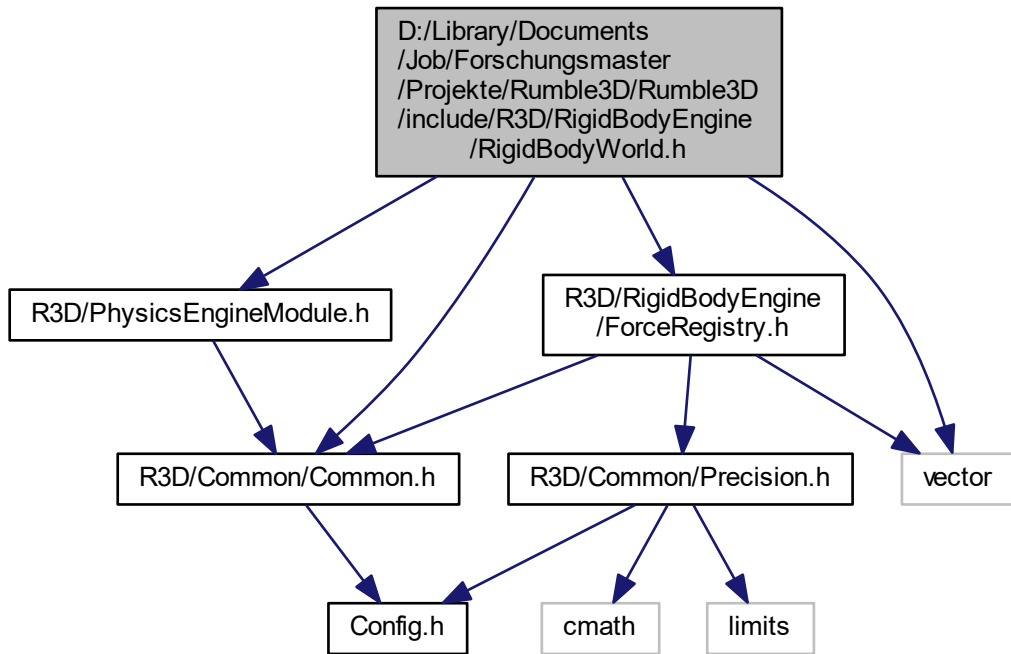 D:/Library/Documents
/Job/Forschungsmaster
/Projekte/Rumble3D/Rumble3D
/include/R3D/RigidBodyEngine
/RigidBodyWorld.h
R3D/PhysicsEngineModule.h
R3D/RigidBodyEngine
/ForceRegistry.h
R3D/Common/Common.h
R3D/Common/Precision.h
vector
Config.h
cmath
limits